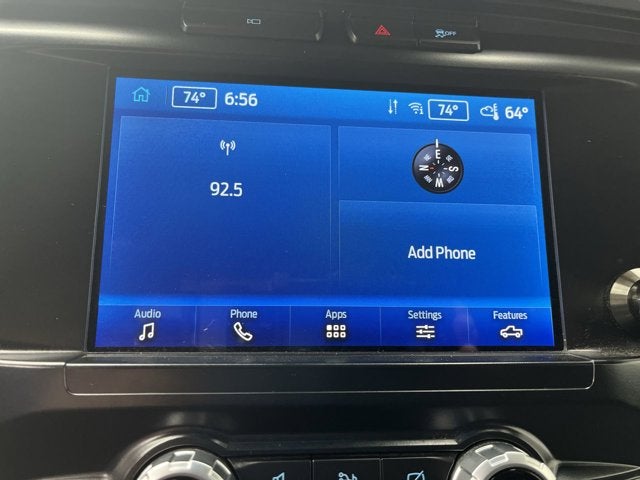 OFF
74° 6:56 74° 64°
92.5
E
N S
W
Add Phone
Audio Phone Apps Settings Features